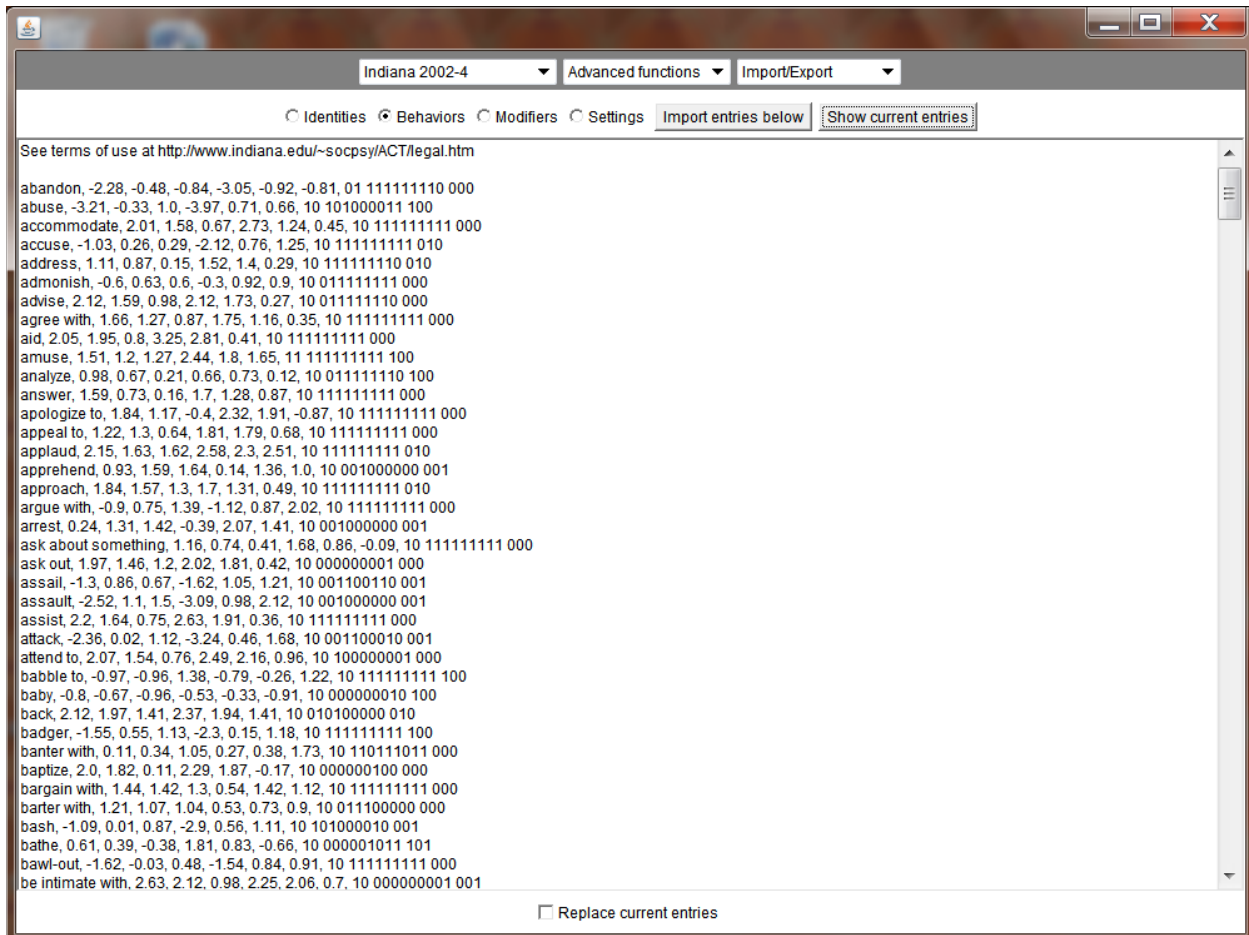 Indiana 2002-4 Advanced functions Import/Export
Identities Behaviors Modifiers Settings Import entries below Show current entries
See terms of use at http://www.indiana.edu/~socpsy/ACT/legal.htm
abandon, -2.28, -0.48, -0.84, -3.05, -0.92, -0.81, 01 111111110 000
abuse, -3.21, -0.33, 1.0, -3.97, 0.71, 0.66, 10 101000011 100
accommodate, 2.01, 1.58, 0.67, 2.73, 1.24, 0.45, 10 111111111 000
accuse, -1.03, 0.26, 0.29, -2.12, 0.76, 1.25, 10 111111111 010
address, 1.11, 0.87, 0.15, 1.52, 1.4, 0.29, 10 111111110 010
admonish, -0.6, 0.63, 0.6, -0.3, 0.92, 0.9, 10 011111111 000
advise, 2.12, 1.59, 0.98, 2.12, 1.73, 0.27, 10 011111110 000
agree with, 1.66, 1.27, 0.87, 1.75, 1.16, 0.35, 10 111111111 000
aid, 2.05, 1.95, 0.8, 3.25, 2.81, 0.41, 10 111111111 000
amuse, 1.51, 1.2, 1.27, 2.44, 1.8, 1.65, 11 111111111 100
analyze, 0.98, 0.67, 0.21, 0.66, 0.73, 0.12, 10 011111110 100
answer, 1.59, 0.73, 0.16, 1.7, 1.28, 0.87, 10 111111111 000
apologize to, 1.84, 1.17, -0.4, 2.32, 1.91, -0.87, 10 111111111 000
appeal to, 1.22, 1.3, 0.64, 1.81, 1.79, 0.68, 10 111111111 000
applaud, 2.15, 1.63, 1.62, 2.58, 2.3, 2.51, 10 111111111 010
apprehend, 0.93, 1.59, 1.64, 0.14, 1.36, 1.0, 10 001000000 001
approach, 1.84, 1.57, 1.3, 1.7, 1.31, 0.49, 10 111111111 010
argue with, -0.9, 0.75, 1.39, -1.12, 0.87, 2.02, 10 111111111 000
arrest, 0.24, 1.31, 1.42, -0.39, 2.07, 1.41, 10 001000000 001
ask about something, 1.16, 0.74, 0.41, 1.68, 0.86, -0.09, 10 111111111 000
ask out, 1.97, 1.46, 1.2, 2.02, 1.81, 0.42, 10 000000001 000
assail, -1.3, 0.86, 0.67, -1.62, 1.05, 1.21, 10 001100110 001
assault, -2.52, 1.1, 1.5, -3.09, 0.98, 2.12, 10 001000000 001
assist, 2.2, 1.64, 0.75, 2.63, 1.91, 0.36, 10 111111111 000
attack, -2.36, 0.02, 1.12, -3.24, 0.46, 1.68, 10 001100010 001
attend to, 2.07, 1.54, 0.76, 2.49, 2.16, 0.96, 10 100000001 000
babble to, -0.97, -0.96, 1.38, -0.79, -0.26, 1.22, 10 111111111 100
baby, -0.8, -0.67, -0.96, -0.53, -0.33, -0.91, 10 000000010 100
back, 2.12, 1.97, 1.41, 2.37, 1.94, 1.41, 10 010100000 010
badger, -1.55, 0.55, 1.13, -2.3, 0.15, 1.18, 10 111111111 100
banter with, 0.11, 0.34, 1.05, 0.27, 0.38, 1.73, 10 110111011 000
baptize, 2.0, 1.82, 0.11, 2.29, 1.87, -0.17, 10 000000100 000
bargain with, 1.44, 1.42, 1.3, 0.54, 1.42, 1.12, 10 111111111 000
barter with, 1.21, 1.07, 1.04, 0.53, 0.73, 0.9, 10 011100000 000
bash, -1.09, 0.01, 0.87, -2.9, 0.56, 1.11, 10 101000010 001
bathe, 0.61, 0.39, -0.38, 1.81, 0.83, -0.66, 10 000001011 101
bawl-out, -1.62, -0.03, 0.48, -1.54, 0.84, 0.91, 10 111111111 000
be intimate with, 2.63, 2.12, 0.98, 2.25, 2.06, 0.7, 10 000000001 001
Replace current entries